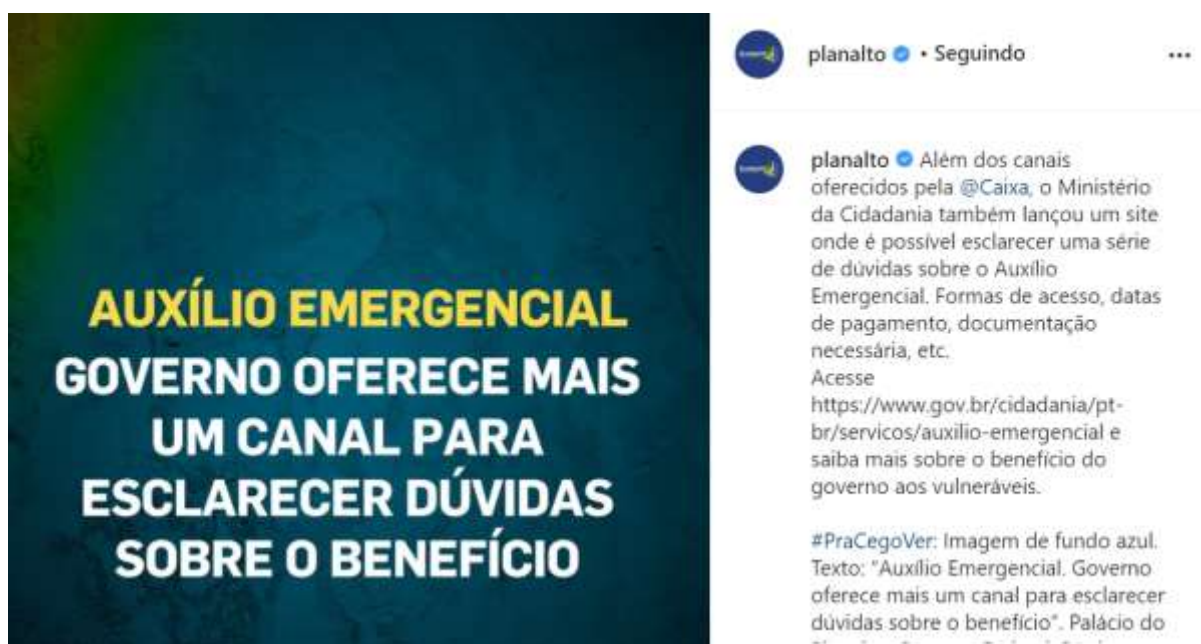 AUXÍLIO EMERGENCIAL
GOVERNO OFERECE MAIS
UM CANAL PARA
ESCLARECER DÚVIDAS
SOBRE O BENEFÍCIO
planalto • Seguindo
planalto Além dos canais
oferecidos pela @Caixa, o Ministério
da Cidadania também lançou um site
onde é possível esclarecer uma série
de dúvidas sobre o Auxílio
Emergencial. Formas de acesso, datas
de pagamento, documentação
necessária, etc.
Acesse
https://www.gov.br/cidadania/pt-
br/servicos/auxilio-emergencial e
saiba mais sobre o benefício do
governo aos vulneráveis.
#PraCegoVer: Imagem de fundo azul.
Texto: "Auxílio Emergencial. Governo
oferece mais um canal para esclarecer
dúvidas sobre o benefício". Palácio do